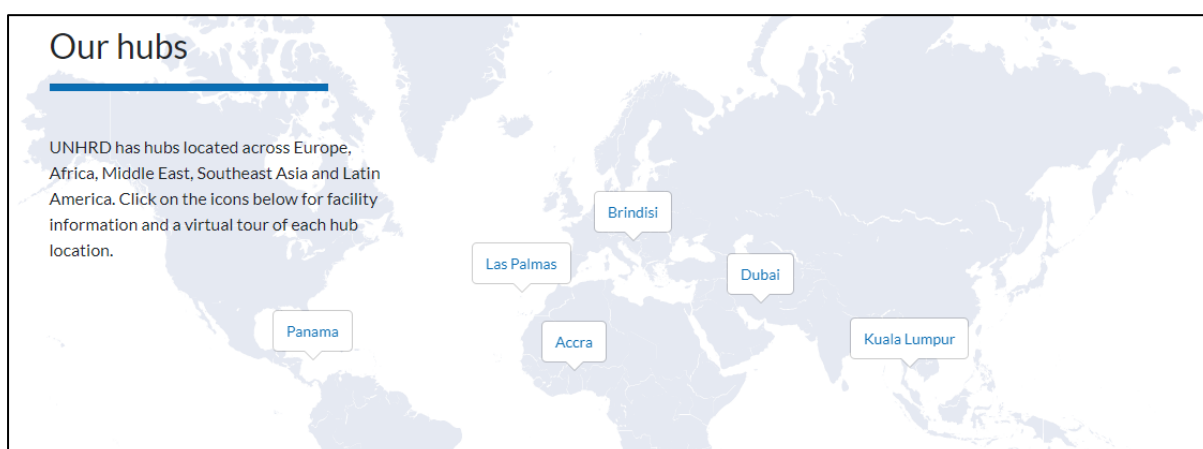 Our hubs
UNHRD has hubs located across Europe,
Africa, Middle East, Southeast Asia and Latin
America. Click on the icons below for facility
information and a virtual tour of each hub
location.
Brindisi
Las Palmas
Dubai
Panama
Accra
Kuala Lumpur